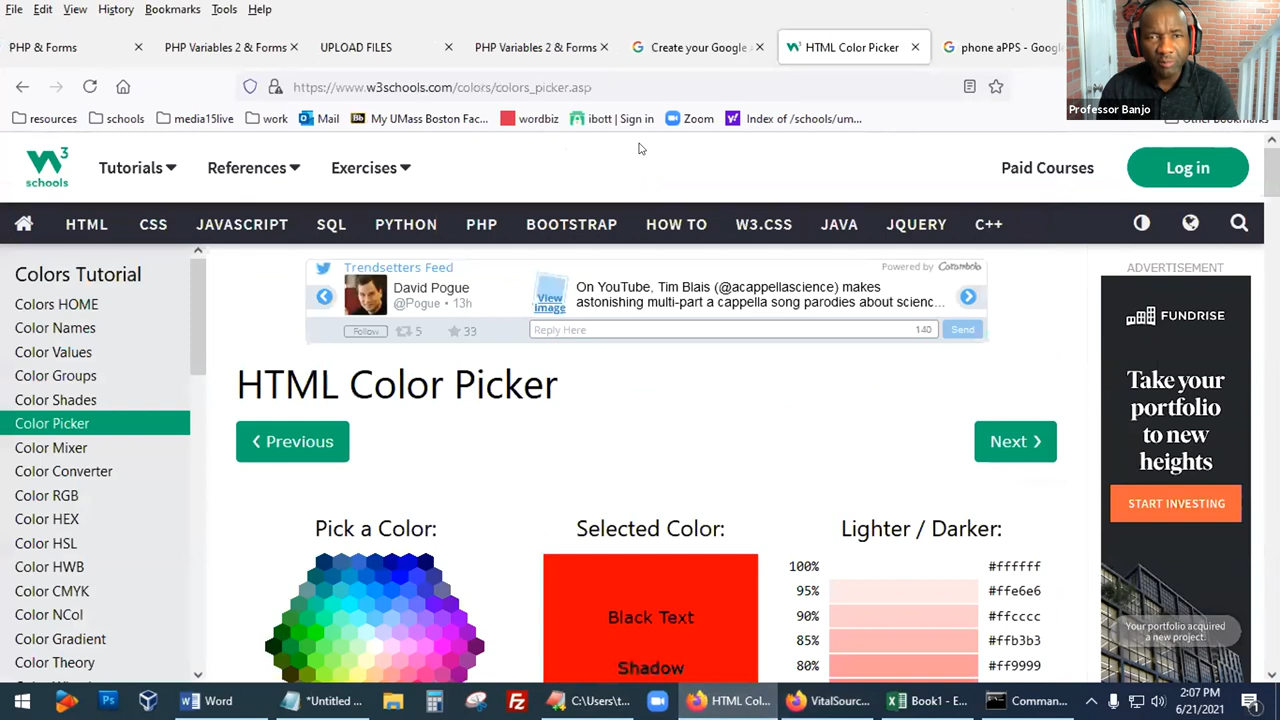 File Edit View History Bookmarks Tools Help
PHP & Forms PHP Variables 2 & Forms UPLOAD FILES PHP Variables 2 & Forms Create your Google HTML Color Picker phone aPPS - Google
https://www.w3schools.com/colors/colors_picker.asp
Professor Banjo
resources schools media15live work Mail My UMass Boston Fac... wordbiz ibott | Sign in Zoom Index of /schools/um... Other Bookmarks
w3 schools Tutorials References Exercises Paid Courses Log in
HTML CSS JAVASCRIPT SQL PYTHON PHP BOOTSTRAP HOW TO W3.CSS JAVA JQUERY C++
Colors Tutorial
Colors HOME
Color Names
Color Values
Color Groups
Color Shades
Color Picker
Color Mixer
Color Converter
Color RGB
Color HEX
Color HSL
Color HWB
Color CMYK
Color NCol
Color Gradient
Color Theory
Trendsetters Feed Powered by Carambola
David Pogue
@Pogue • 13h
Follow 5 33
View Image
On YouTube, Tim Blais (@acappellascience) makes
astonishing multi-part a cappella song parodies about scienc...
Reply Here 140 Send
HTML Color Picker
❮ Previous Next ❯
Pick a Color: Selected Color: Lighter / Darker:
Black Text
Shadow
100% #ffffff
95% #ffe6e6
90% #ffcccc
85% #ffb3b3
80% #ff9999
ADVERTISEMENT
FUNDRISE
Take your
portfolio
to new
heights
START INVESTING
Your portfolio acquired
a new project.
Word *Untitled ... C:\Users\t... HTML Co... VitalSourc... Book1 - E... Comman...
2:07 PM
6/21/2021
1